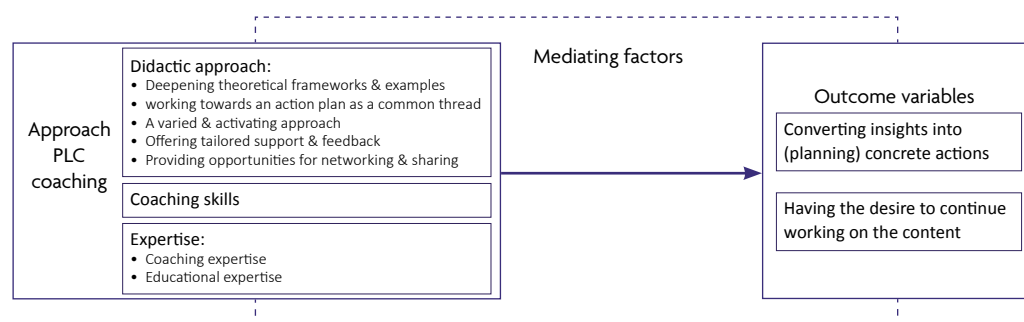 Mediating factors
Approach
PLC
coaching
Didactic approach:
• Deepening theoretical frameworks & examples
• working towards an action plan as a common thread
• A varied & activating approach
• Offering tailored support & feedback
• Providing opportunities for networking & sharing
Coaching skills
Expertise:
• Coaching expertise
• Educational expertise
Outcome variables
Converting insights into
(planning) concrete actions
Having the desire to continue
working on the content